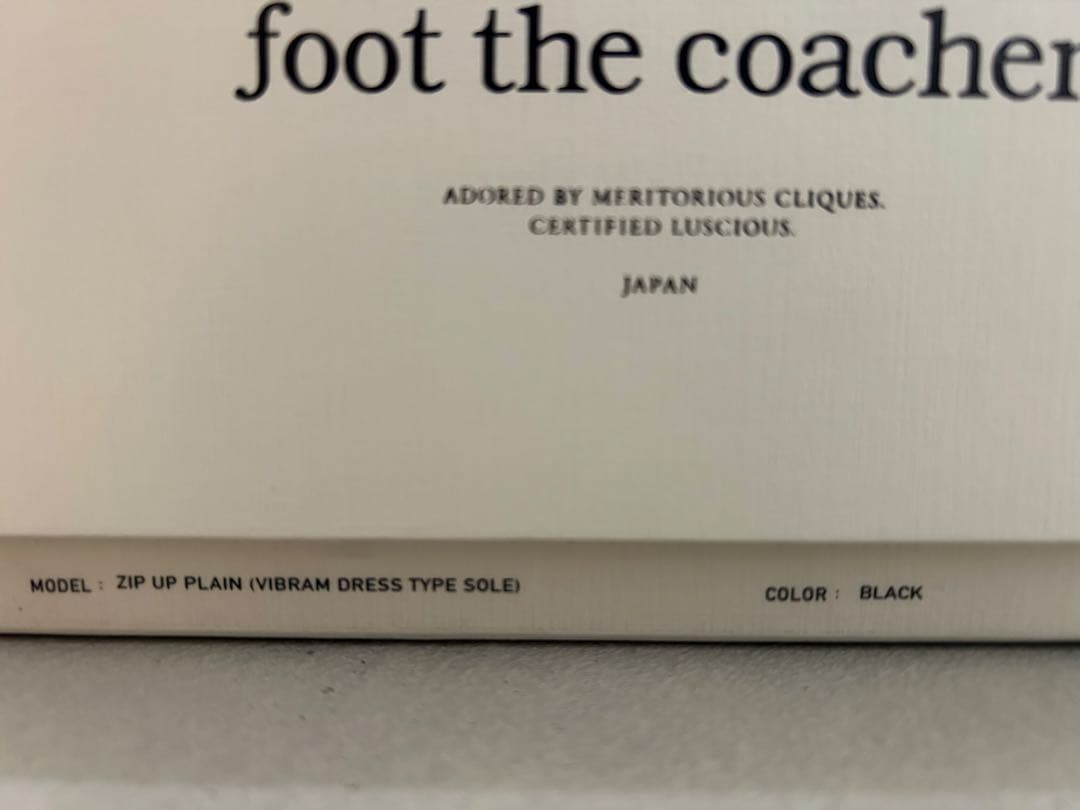 foot the coacher
ADORED BY MERITORIOUS CLIQUES.
CERTIFIED LUSCIOUS.
JAPAN
MODEL : ZIP UP PLAIN (VIBRAM DRESS TYPE SOLE) COLOR : BLACK